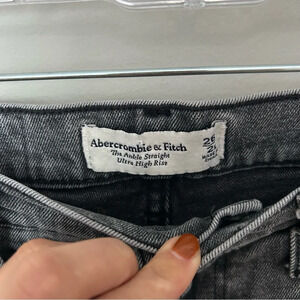 Abercrombie & Fitch
The Ankle Straight
Ultra High Rise
26